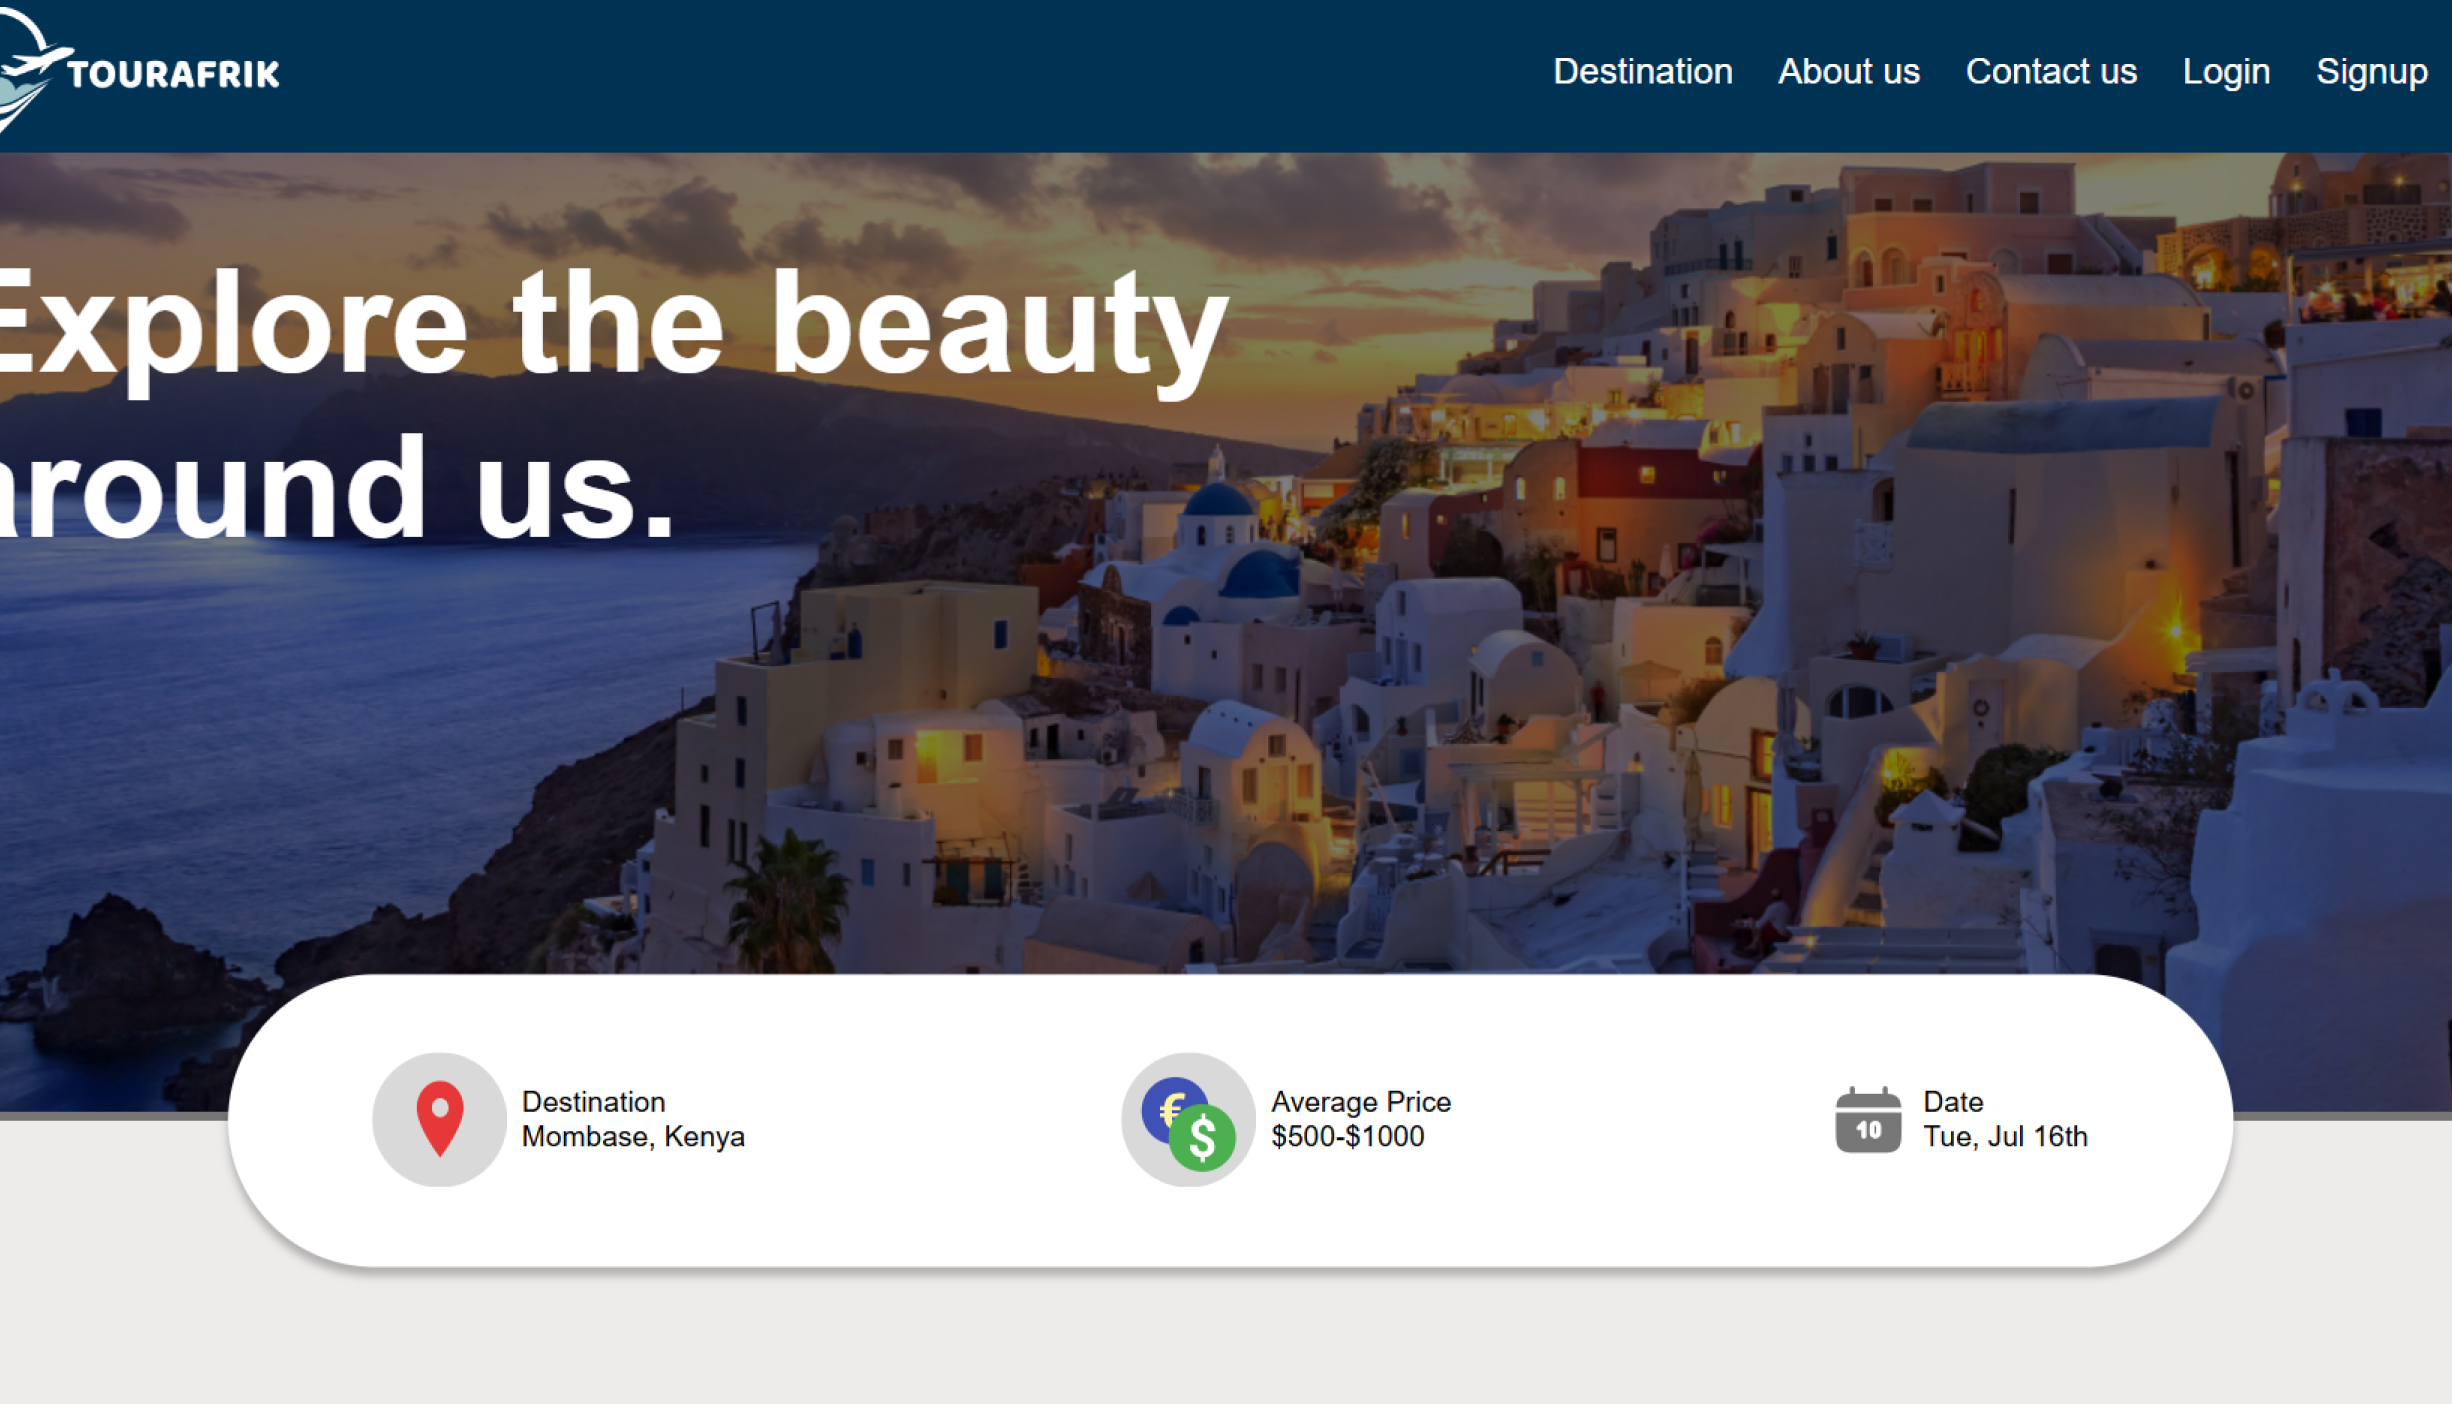 TOURAFRIK
Destination About us Contact us Login Signup
Explore the beauty
around us.
Destination
Mombase, Kenya
€
$
Average Price
$500-$1000
10
Date
Tue, Jul 16th